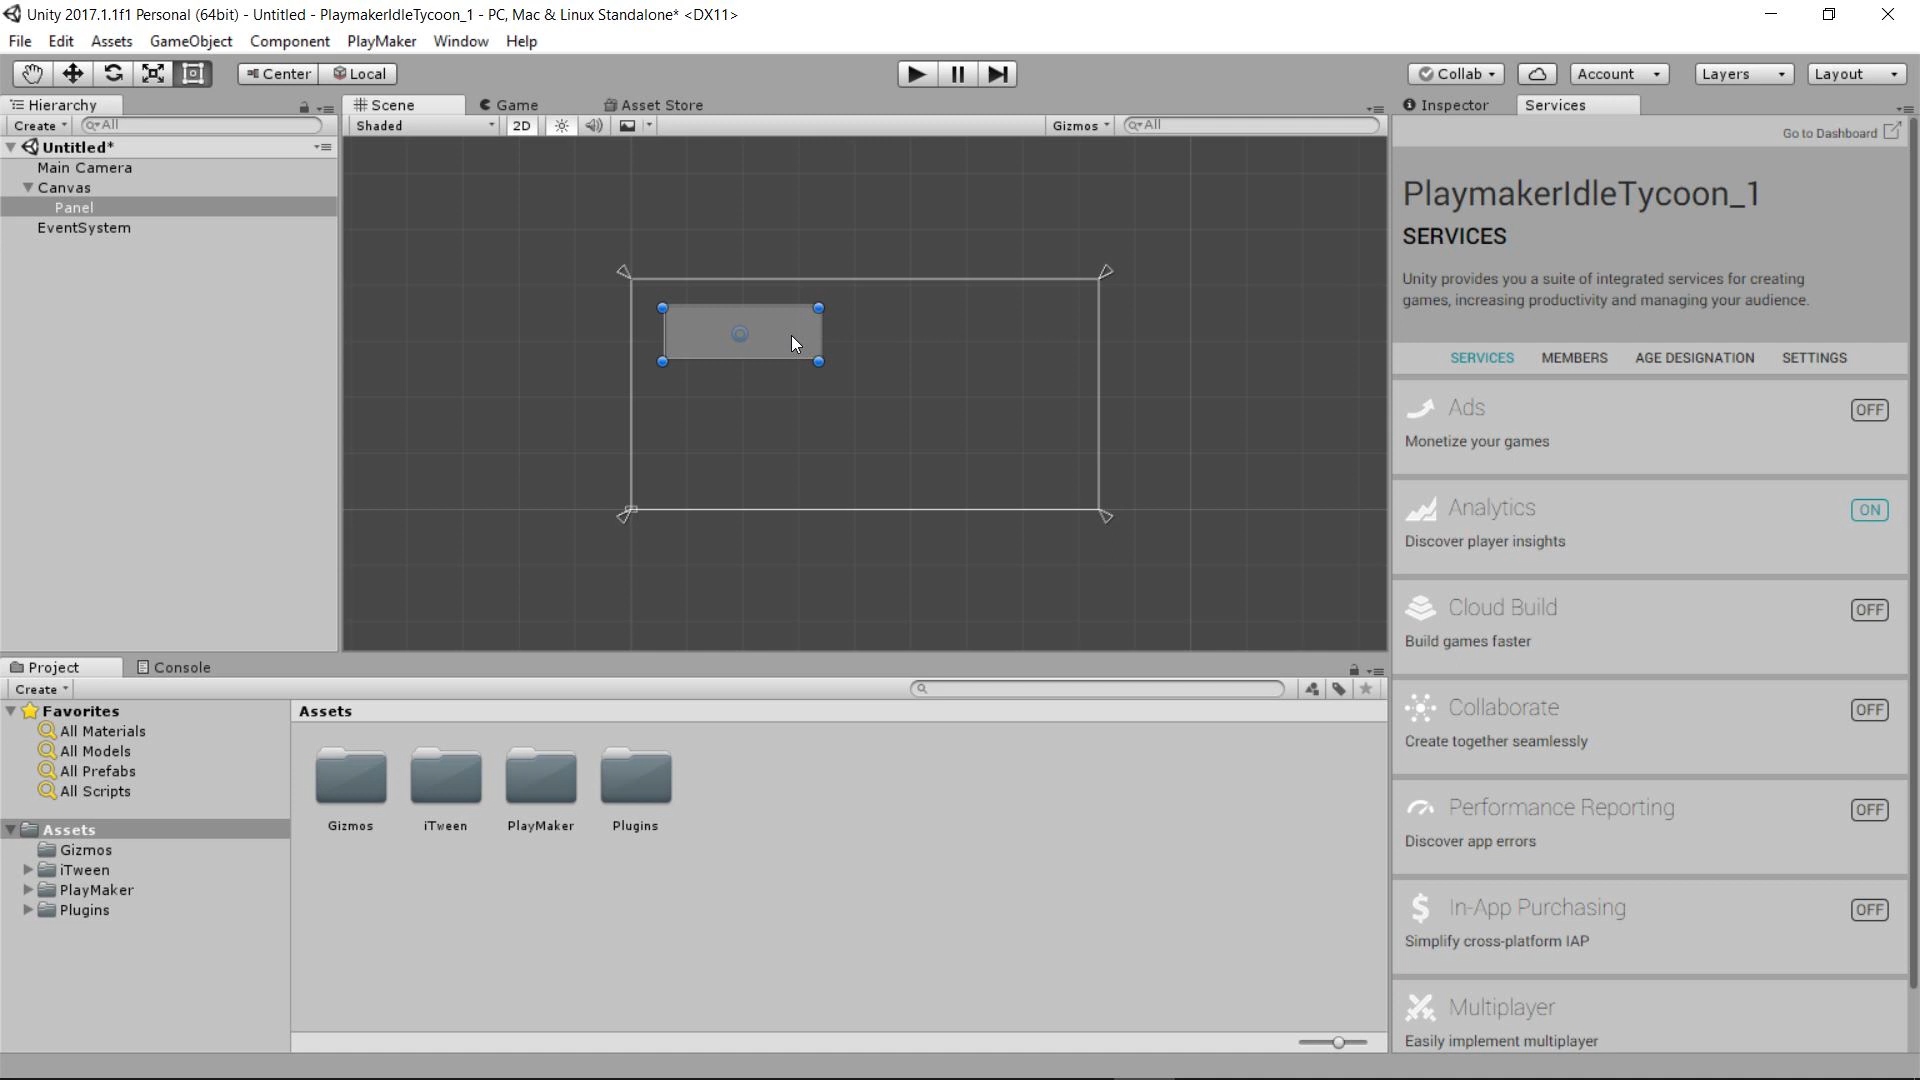 Unity 2017.1.1f1 Personal (64bit) - Untitled - PlaymakerIdleTycoon_1 - PC, Mac & Linux Standalone* <DX11>
File Edit Assets GameObject Component PlayMaker Window Help
Center Local Collab Account Layers Layout
Hierarchy
Create All
Untitled*
Main Camera
Canvas
Panel
EventSystem
Scene Game Asset Store
Shaded 2D Gizmos All
Inspector Services
Go to Dashboard
PlaymakerIdleTycoon_1
SERVICES
Unity provides you a suite of integrated services for creating
games, increasing productivity and managing your audience.
SERVICES MEMBERS AGE DESIGNATION SETTINGS
Ads OFF
Monetize your games
Analytics ON
Discover player insights
Cloud Build OFF
Build games faster
Collaborate OFF
Create together seamlessly
Performance Reporting OFF
Discover app errors
In-App Purchasing OFF
Simplify cross-platform IAP
Multiplayer
Easily implement multiplayer
Project Console
Create
Favorites
All Materials
All Models
All Prefabs
All Scripts
Assets
Gizmos
iTween
PlayMaker
Plugins
Assets
Gizmos iTween PlayMaker Plugins